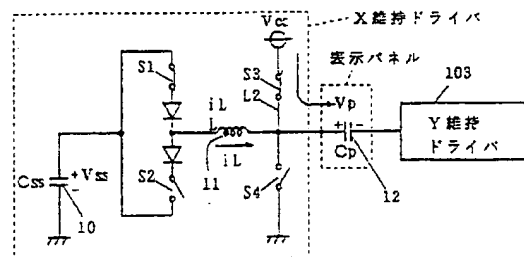 X維持ドライバ
Vcc
表示パネル
S1
S3
iL
L2
Vp
103
L
+ -
Y維持
ドライバ
Css
+ Vss
-
S2
11
iL
Cp
S4
12
10